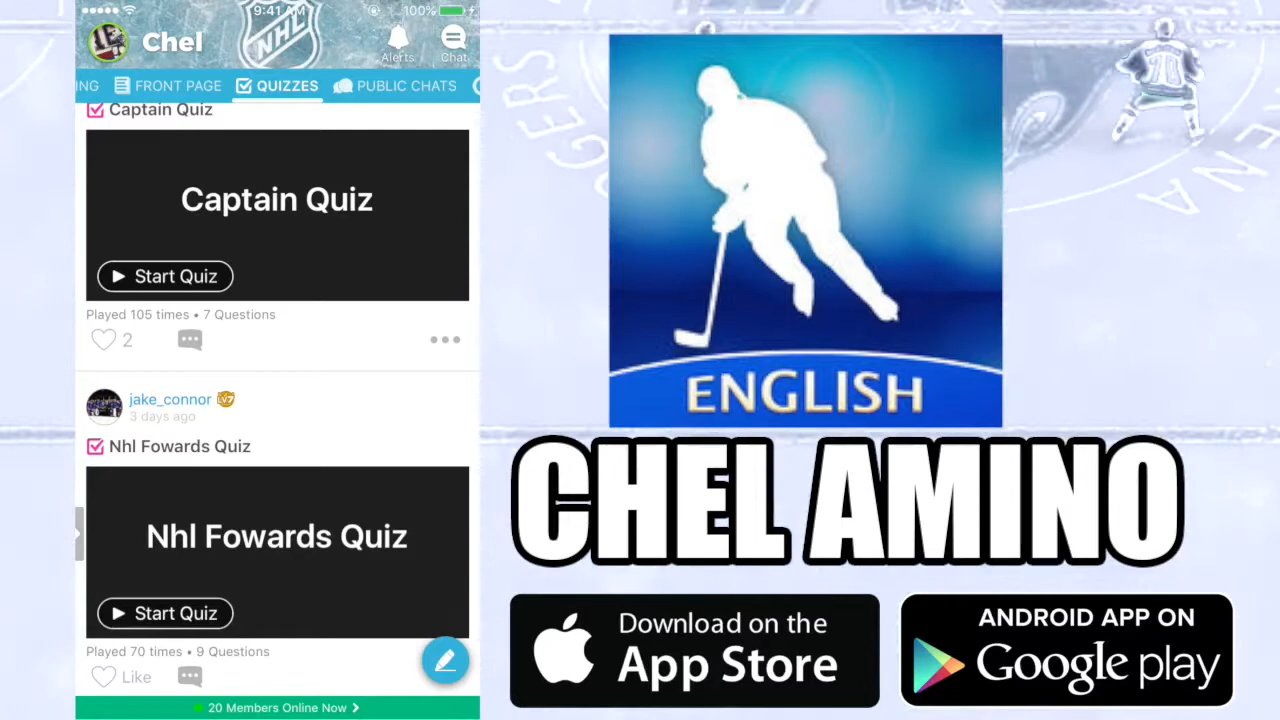 9:41 AM
100%
NHL
Chel
Alerts
Chat
ING
FRONT PAGE
QUIZZES
PUBLIC CHATS
Captain Quiz
Captain Quiz
Start Quiz
Played 105 times • 7 Questions
2
jake_connor
3 days ago
Nhl Fowards Quiz
Nhl Fowards Quiz
Start Quiz
Played 70 times • 9 Questions
Like
20 Members Online Now
ENGLISH
CHEL AMINO
Download on the
App Store
ANDROID APP ON
Google play